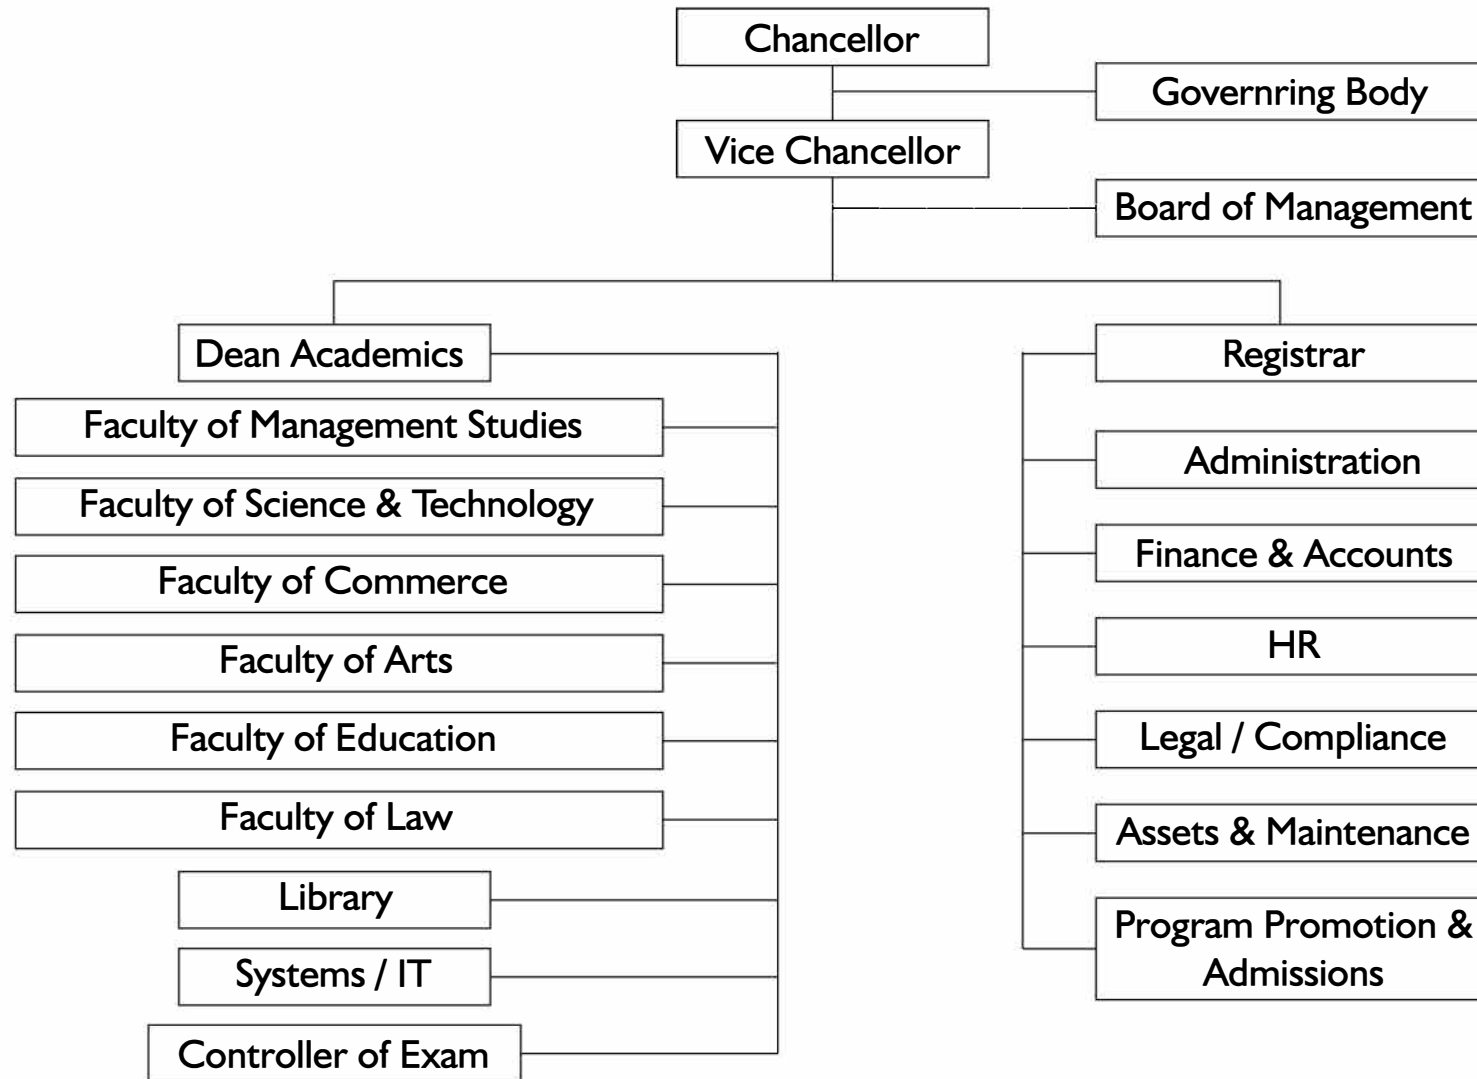 Chancellor
Governring Body
Vice Chancellor
Board of Management
Dean Academics
Faculty of Management Studies
Faculty of Science & Technology
Faculty of Commerce
Faculty of Arts
Faculty of Education
Faculty of Law
Library
Systems / IT
Controller of Exam
Registrar
Administration
Finance & Accounts
HR
Legal / Compliance
Assets & Maintenance
Program Promotion &
Admissions